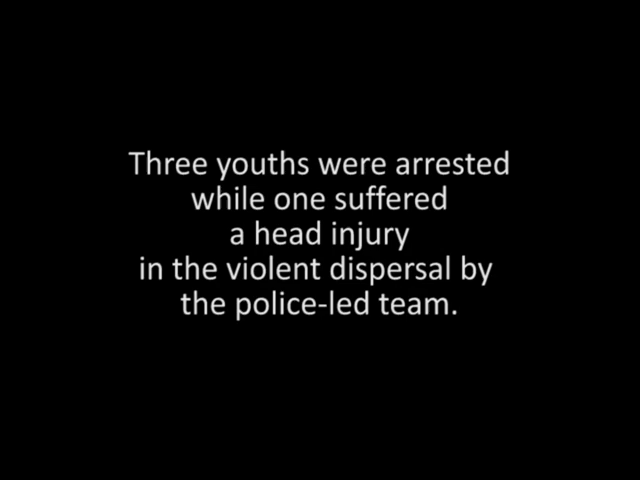 Three youths were arrested
while one suffered
a head injury
in the violent dispersal by
the police-led team.